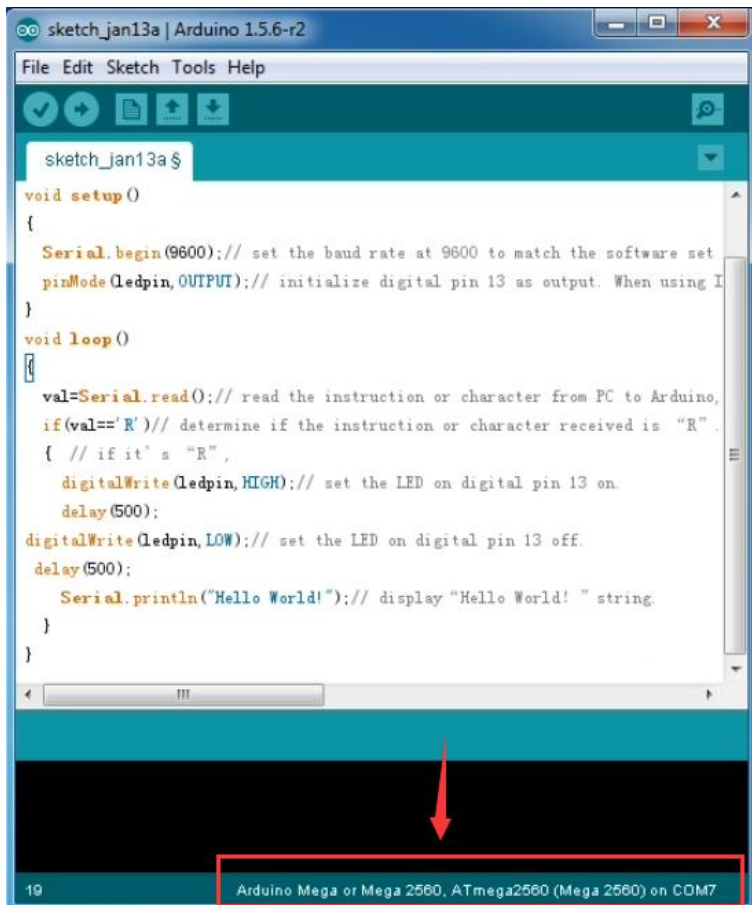 sketch_jan13a | Arduino 1.5.6-r2
File Edit Sketch Tools Help
sketch_jan13a §
void setup()
{
Serial.begin(9600);// set the baud rate at 9600 to match the software set
pinMode(ledpin,OUTPUT);// initialize digital pin 13 as output. When using I
}
void loop()
{
val=Serial.read();// read the instruction or character from PC to Arduino,
if(val=='R')// determine if the instruction or character received is “R”.
{ // if it’s “R”,
digitalWrite(ledpin,HIGH);// set the LED on digital pin 13 on.
delay(500);
digitalWrite(ledpin,LOW);// set the LED on digital pin 13 off.
delay(500);
Serial.println("Hello World!");// display “Hello World! ” string.
}
}
19 Arduino Mega or Mega 2560, ATmega2560 (Mega 2560) on COM7